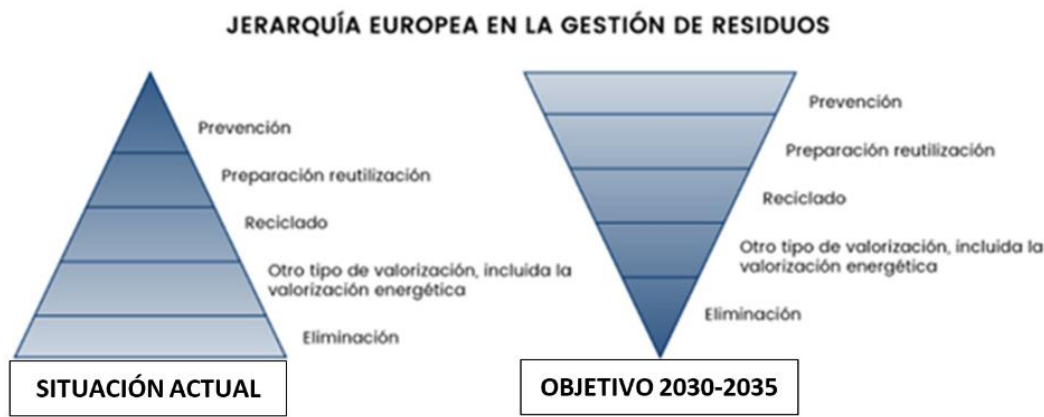 JERARQUÍA EUROPEA EN LA GESTIÓN DE RESIDUOS
Prevención
Preparación reutilización
Reciclado
Otro tipo de valorización, incluida la
valorización energética
Eliminación
SITUACIÓN ACTUAL
Prevención
Preparación reutilización
Reciclado
Otro tipo de valorización, incluida la
valorización energética
Eliminación
OBJETIVO 2030-2035